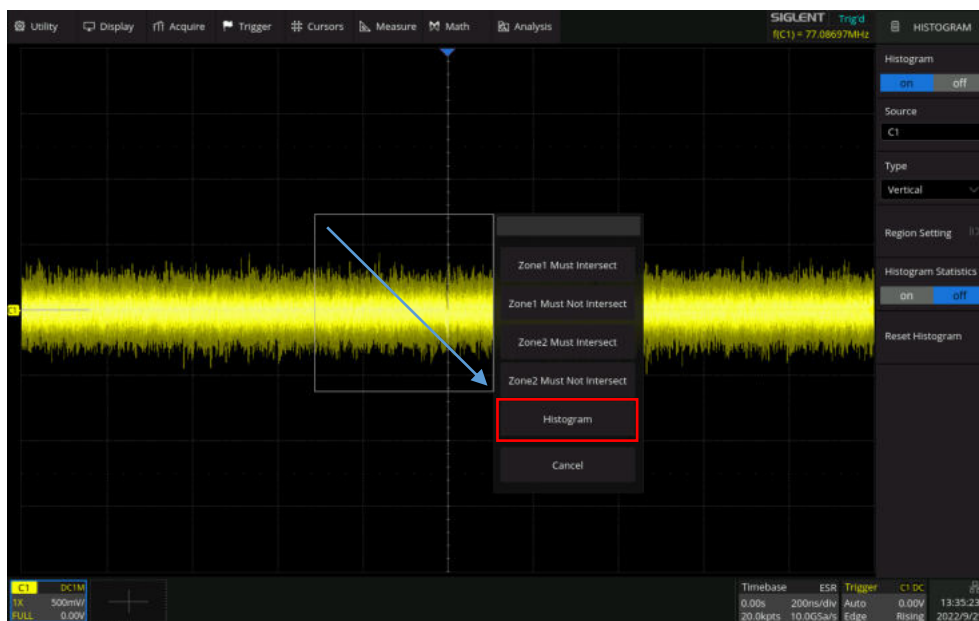 Utility Display Acquire Trigger Cursors Measure Math Analysis
SIGLENT Trig'd
f(C1) = 77.08697MHz
HISTOGRAM
Histogram
on off
Source
C1
Type
Vertical
Region Setting
Histogram Statistics
on off
Reset Histogram
Zone1 Must Intersect
Zone1 Must Not Intersect
Zone2 Must Intersect
Zone2 Must Not Intersect
Histogram
Cancel
C1
C1 DC1M
1X 500mV/
FULL 0.00V
Timebase ESR
0.00s 200ns/div
20.0kpts 10.0GSa/s
Trigger C1 DC
Auto 0.00V
Edge Rising
13:35:23